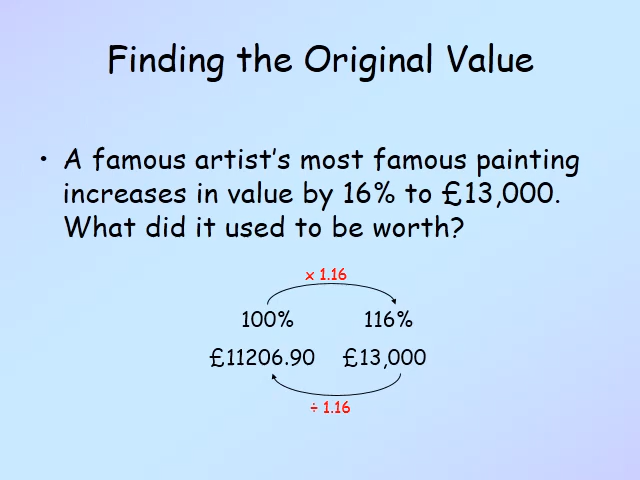 Finding the Original Value
• A famous artist's most famous painting
increases in value by 16% to £13,000.
What did it used to be worth?
x 1.16
100% 116%
£11206.90 £13,000
÷ 1.16